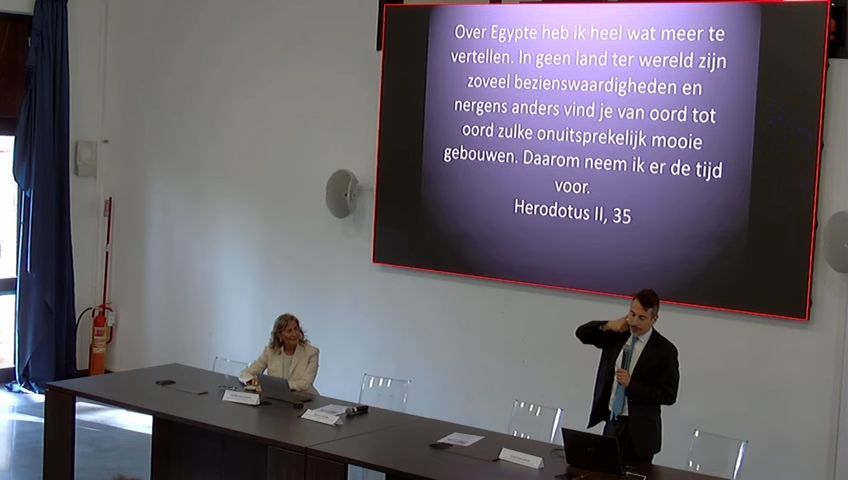 Over Egypte heb ik heel wat meer te
vertellen. In geen land ter wereld zijn
zoveel bezienswaardigheden en
nergens anders vind je van oord tot
oord zulke onuitsprekelijk mooie
gebouwen. Daarom neem ik er de tijd
voor.
Herodotus II, 35